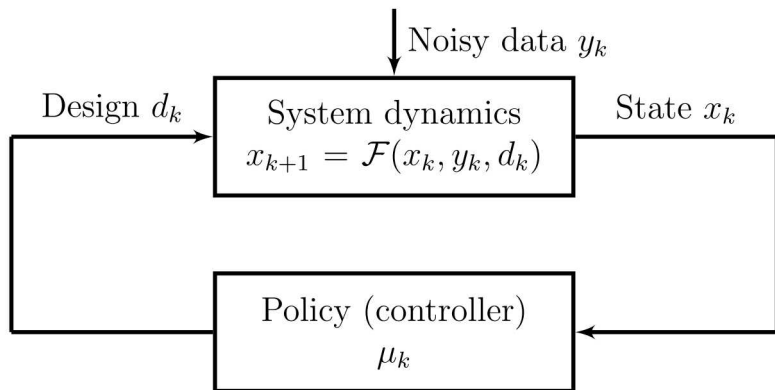 Noisy data $y_k$
Design $d_k$
System dynamics
$x_{k+1} = \mathcal{F}(x_k, y_k, d_k)$
State $x_k$
Policy (controller)
$\mu_k$